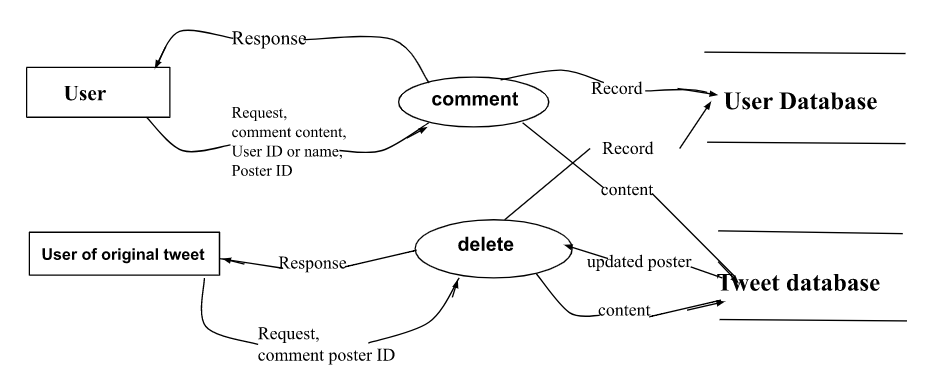 Response
User
comment
Record
User Database
Request,
comment content,
User ID or name,
Poster ID
Record
content
User of original tweet
delete
Response
updated poster
Tweet database
content
Request,
comment poster ID